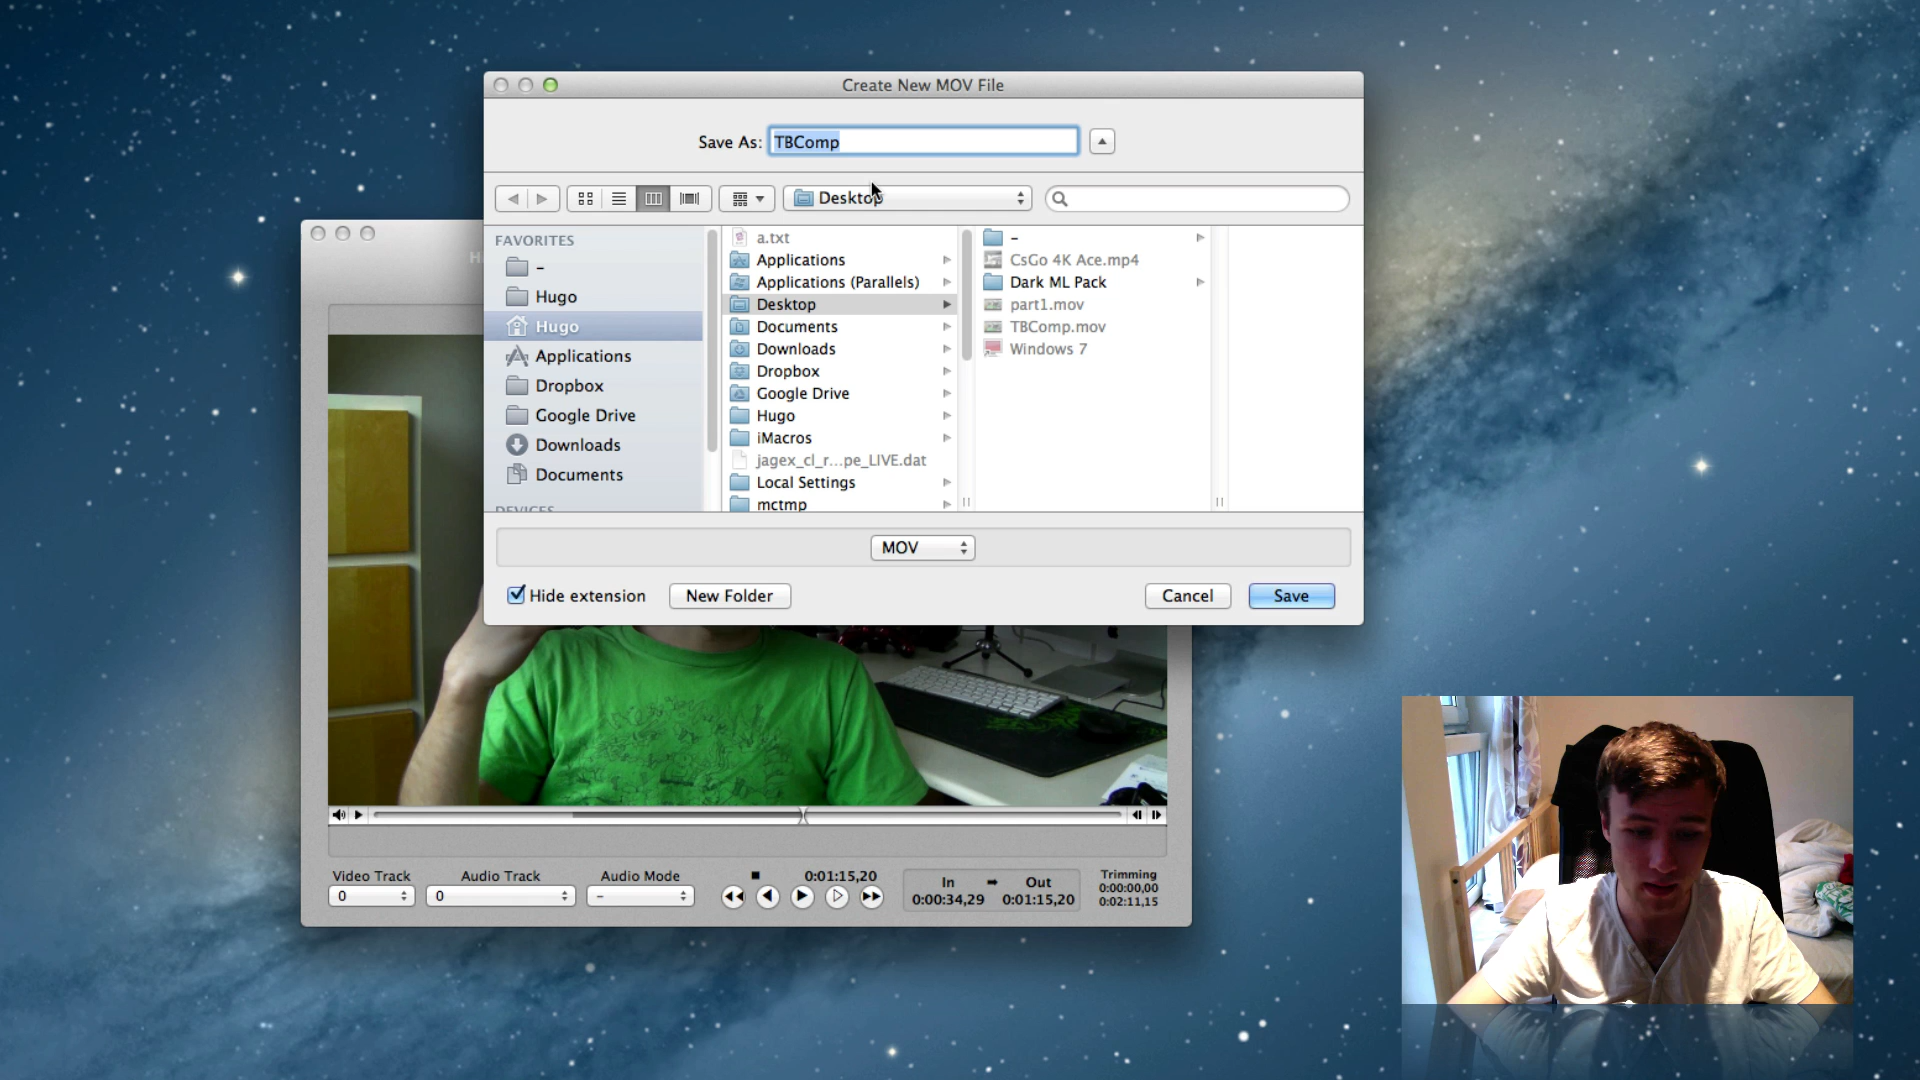 Create New MOV File
Save As: TBComp
Desktop
FAVORITES
–
Hugo
Hugo
Applications
Dropbox
Google Drive
Downloads
Documents
DEVICES
a.txt
Applications
Applications (Parallels)
Desktop
Documents
Downloads
Dropbox
Google Drive
Hugo
iMacros
jagex_cl_r...pe_LIVE.dat
Local Settings
mctmp
–
CsGo 4K Ace.mp4
Dark ML Pack
part1.mov
TBComp.mov
Windows 7
MOV
Hide extension
New Folder
Cancel
Save
Video Track
0
Audio Track
0
Audio Mode
–
0:01:15,20
In
0:00:34,29
Out
0:01:15,20
Trimming
0:00:00,00
0:02:11,15